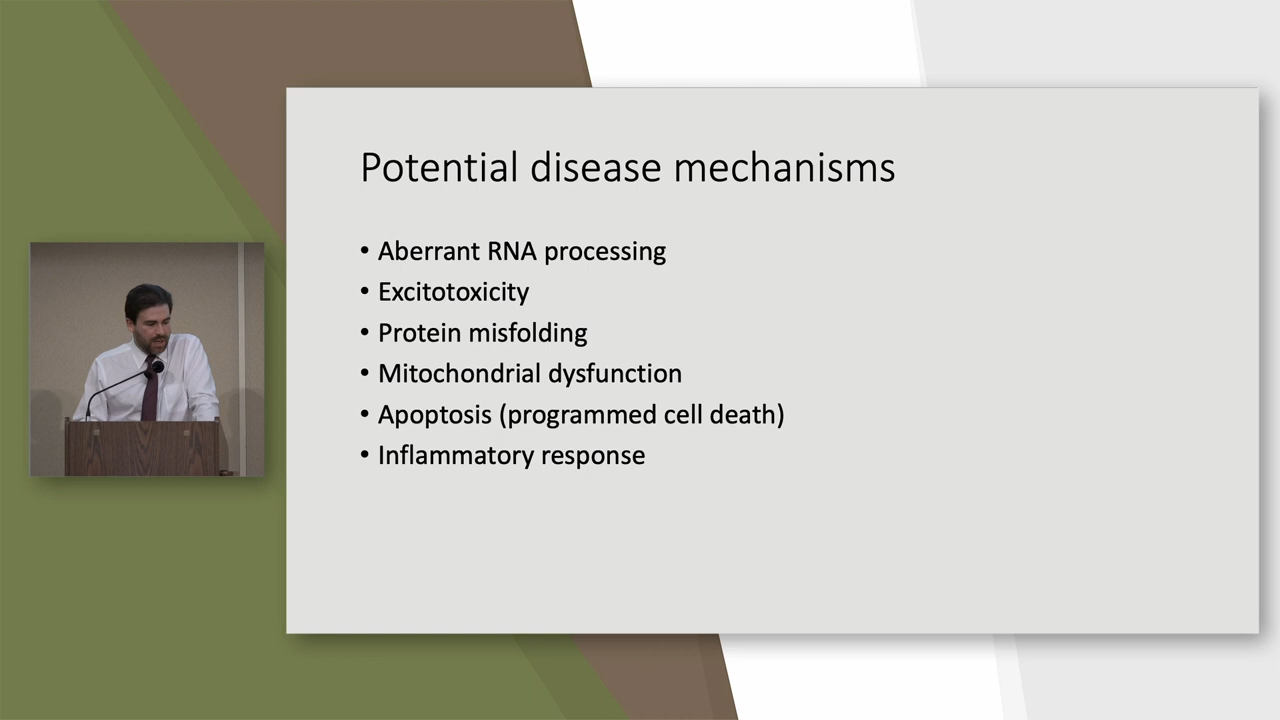 Potential disease mechanisms
• Aberrant RNA processing
• Excitotoxicity
• Protein misfolding
• Mitochondrial dysfunction
• Apoptosis (programmed cell death)
• Inflammatory response